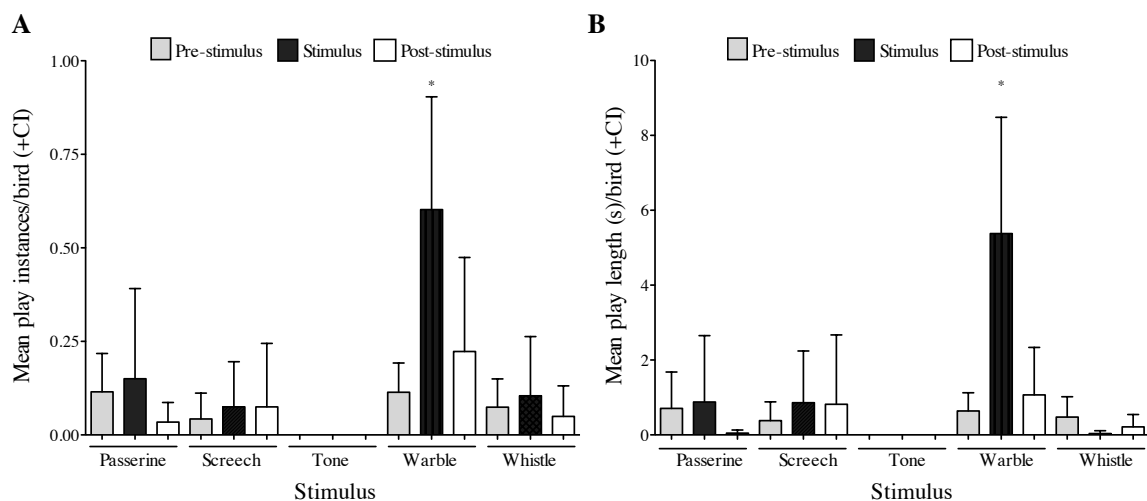 A
Pre-stimulus Stimulus Post-stimulus
Mean play instances/bird (+CI)
1.00
0.75
0.50
0.25
0.00
*
Passerine Screech Tone Warble Whistle
Stimulus
B
Pre-stimulus Stimulus Post-stimulus
Mean play length (s)/bird (+CI)
10
8
6
4
2
0
*
Passerine Screech Tone Warble Whistle
Stimulus